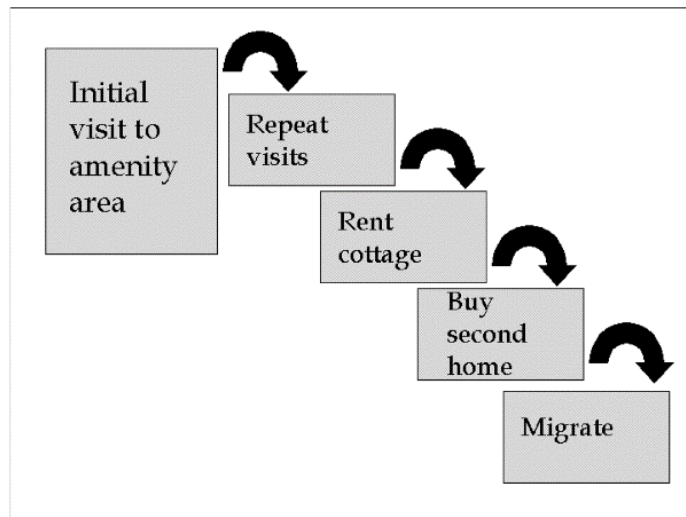 Initial
visit to
amenity
area
Repeat
visits
Rent
cottage
Buy
second
home
Migrate